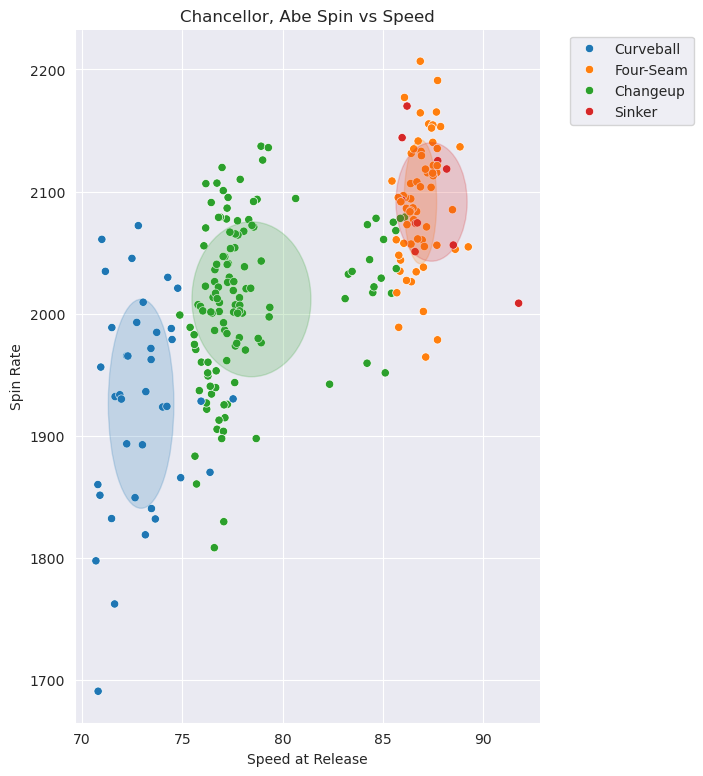 Chancellor, Abe Spin vs Speed
Curveball
Four-Seam
Changeup
Sinker
Spin Rate
2200
2100
2000
1900
1800
1700
70 75 80 85 90
Speed at Release